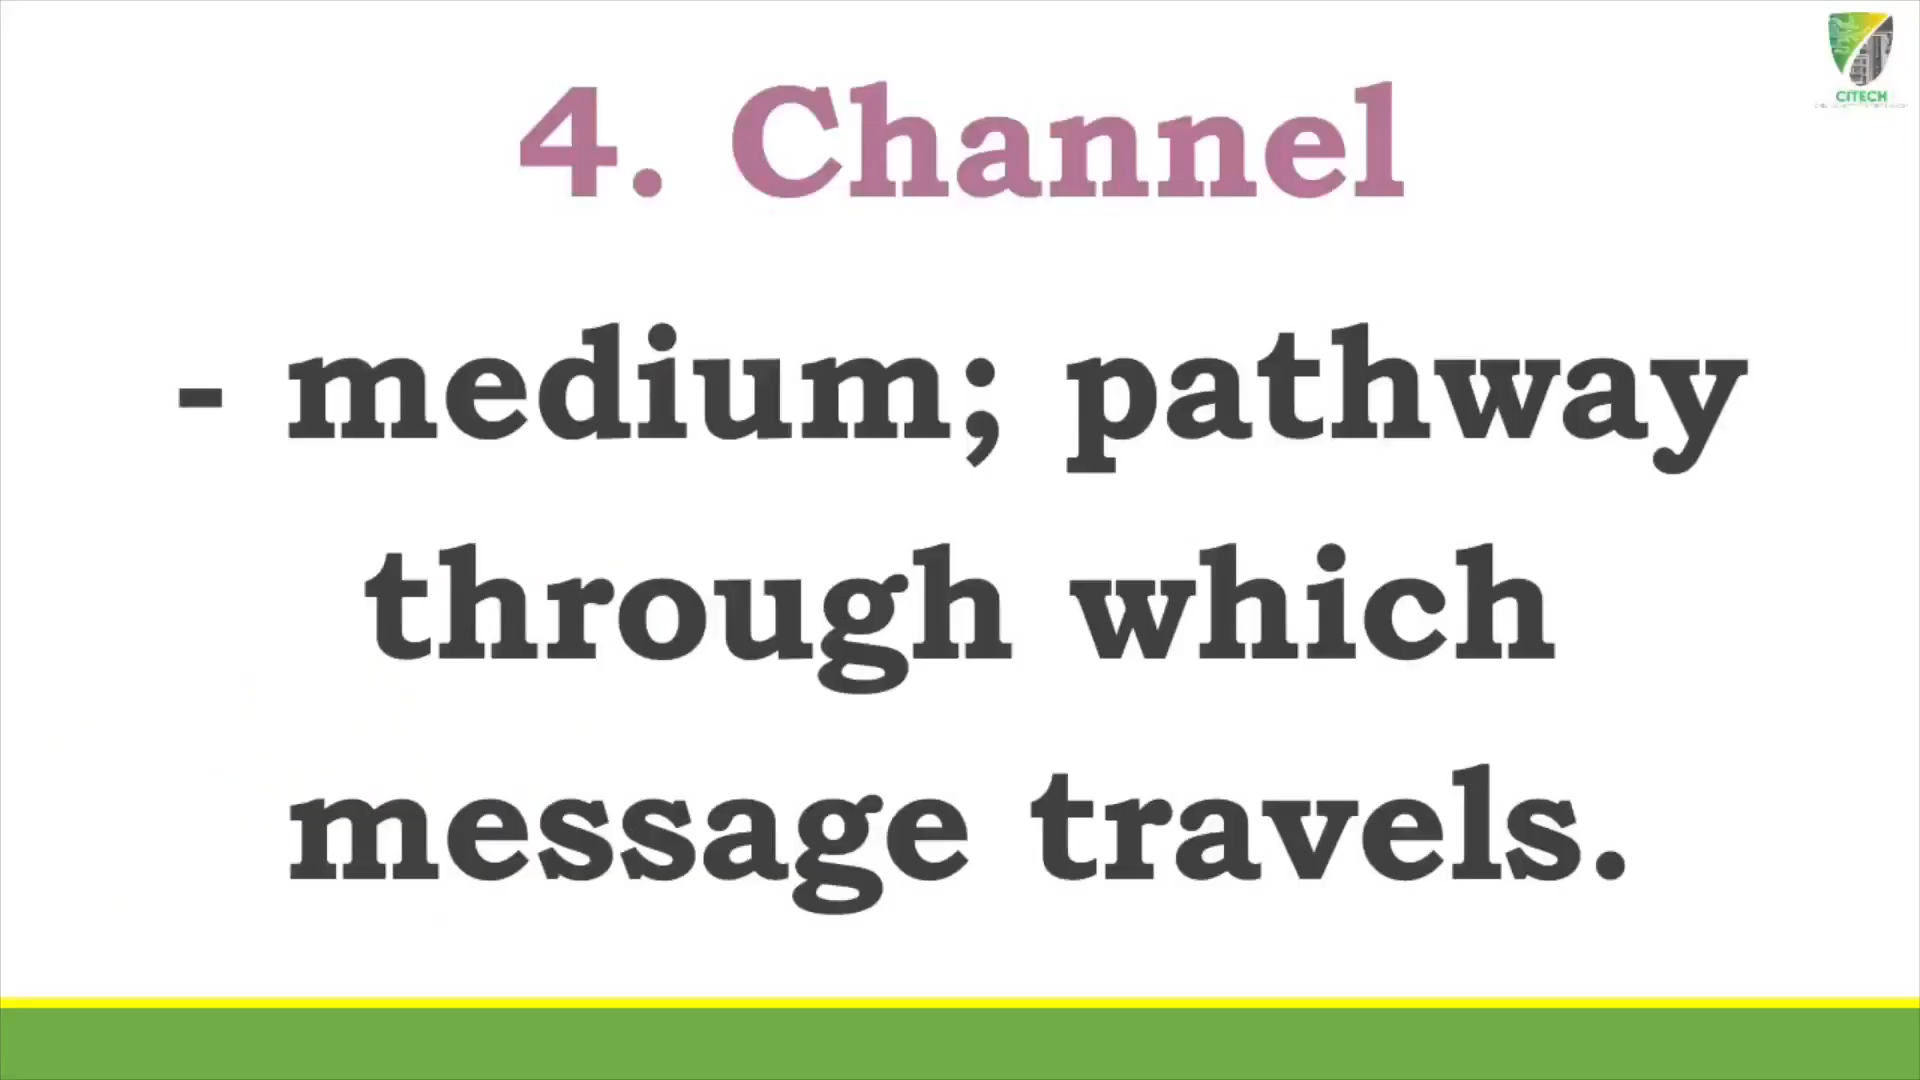 CITECH
4. Channel
- medium; pathway
through which
message travels.